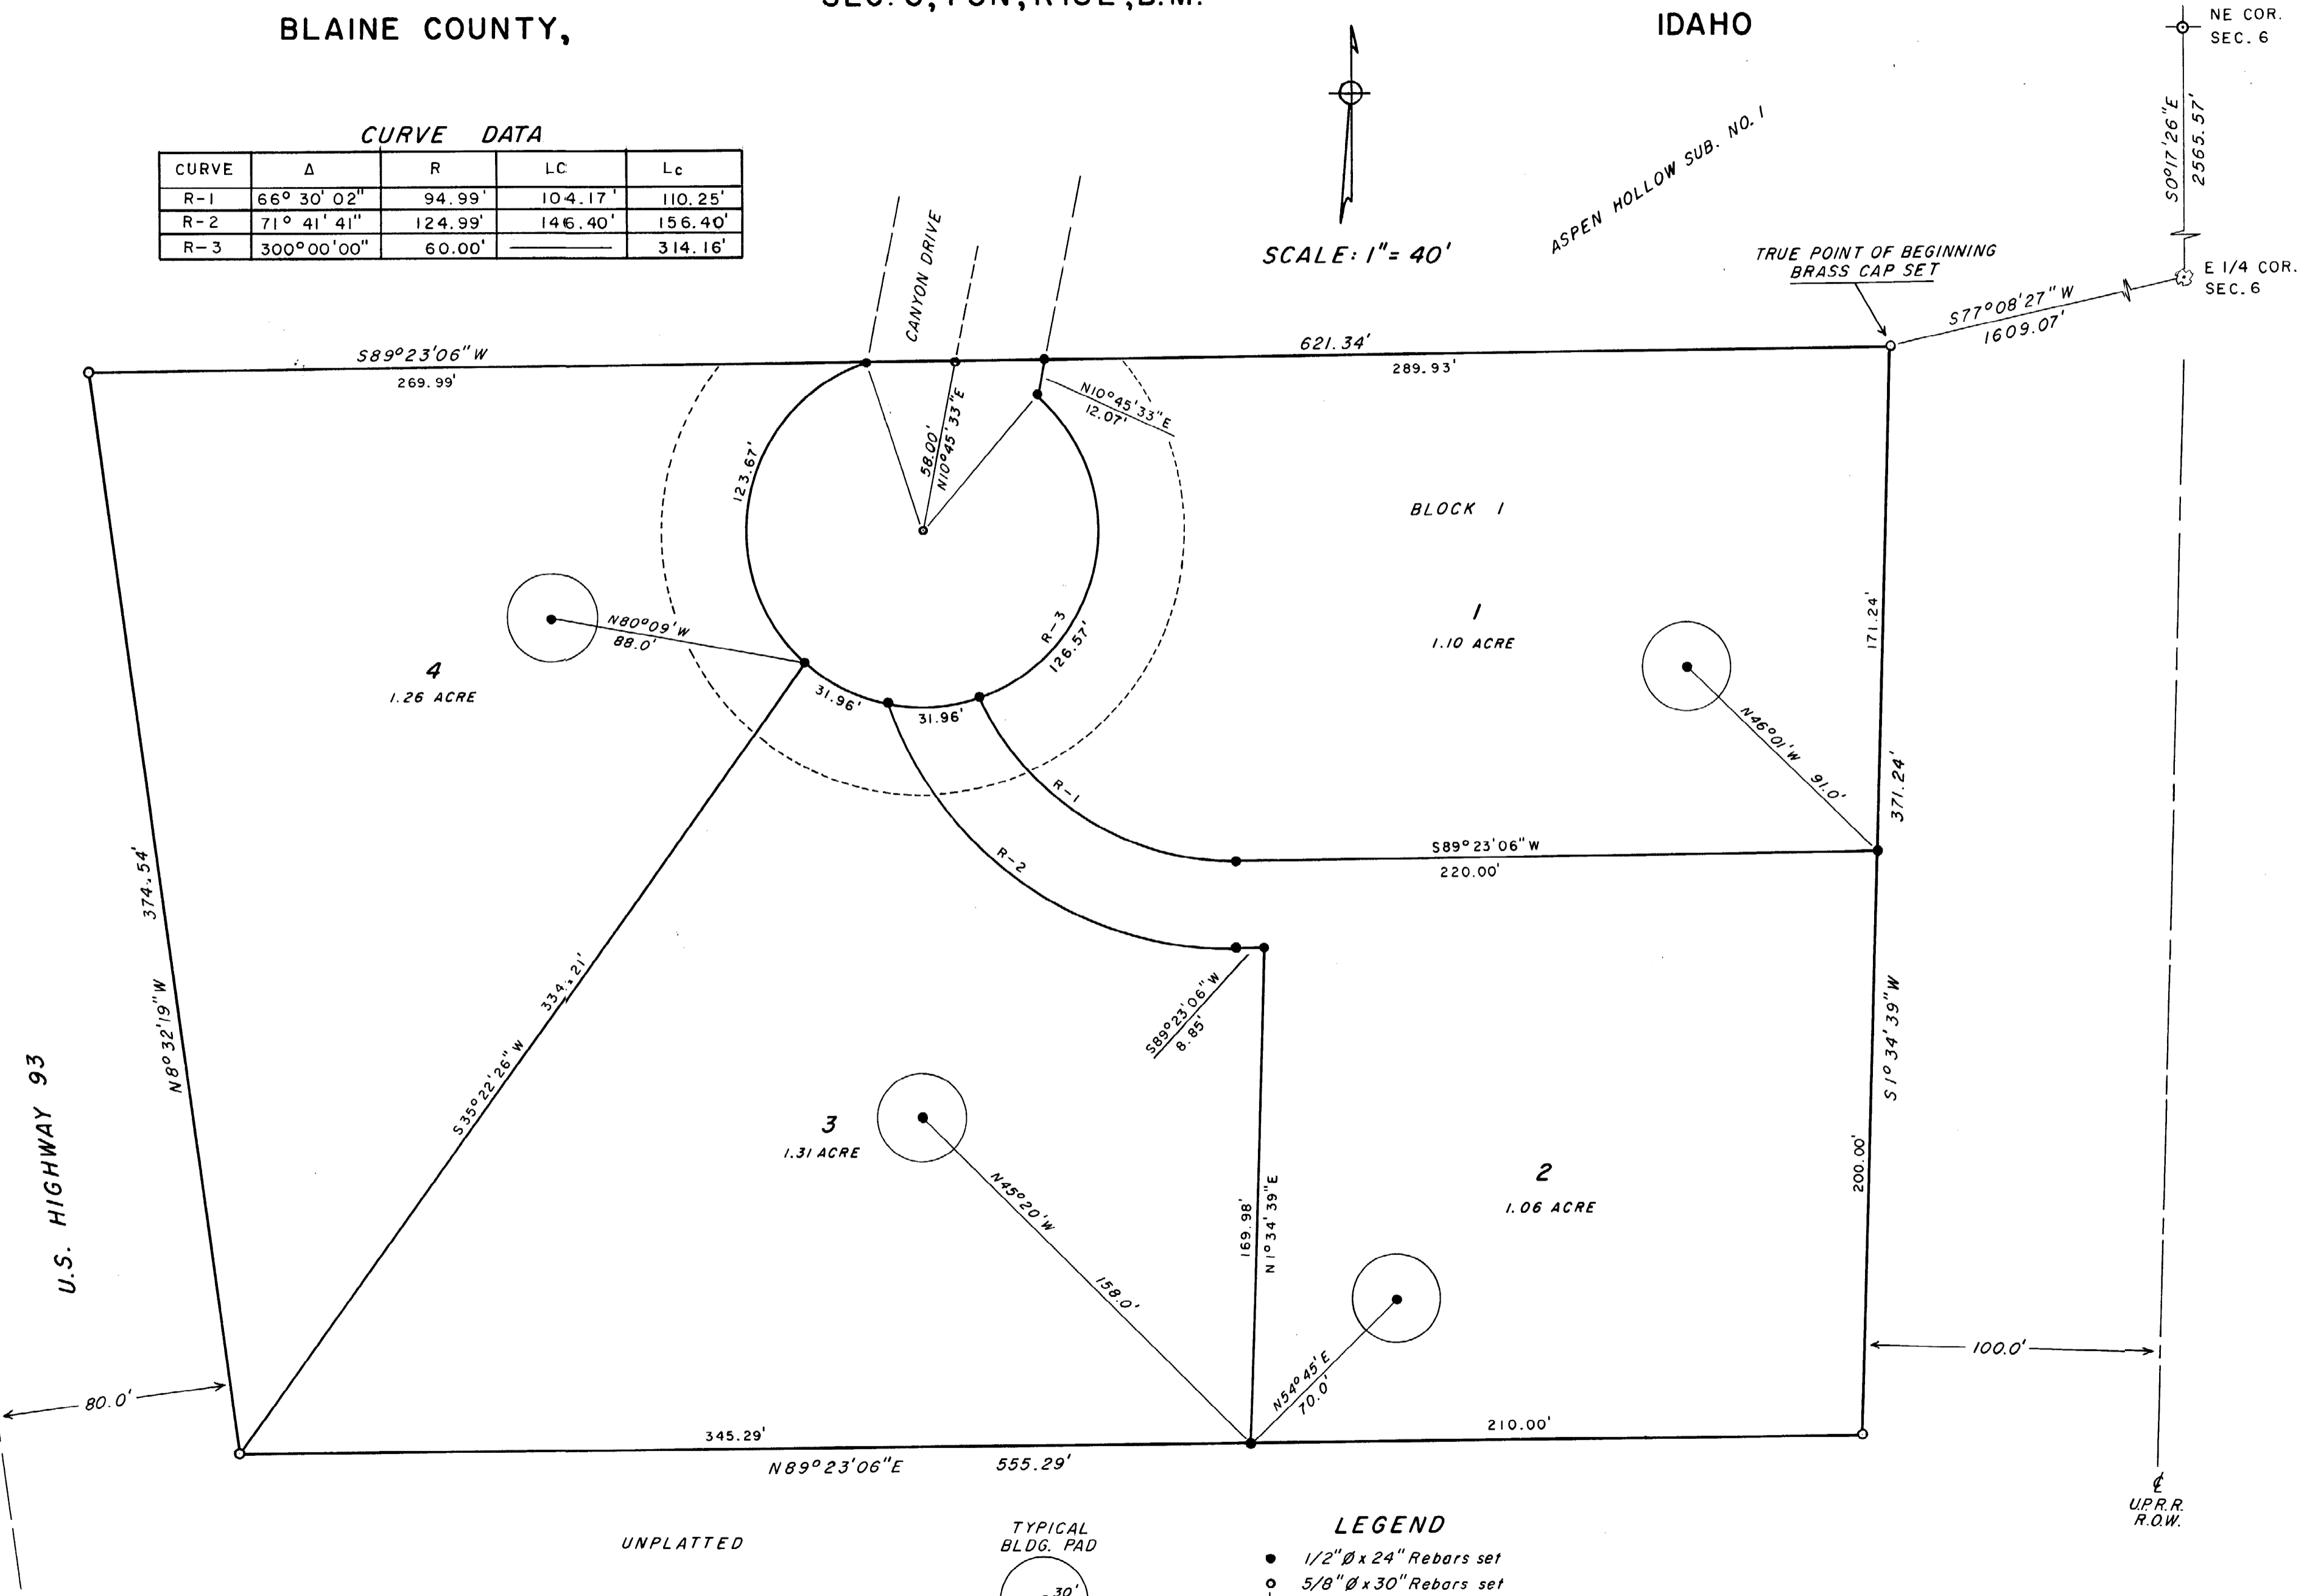 BLAINE COUNTY,
IDAHO
NE COR.
SEC. 6
S0°17'26"E
2565.57'
E 1/4 COR.
SEC. 6
CURVE DATA
CURVE Δ R LC Lc
R-1 66° 30' 02" 94.99' 104.17' 110.25'
R-2 71° 41' 41" 124.99' 146.40' 156.40'
R-3 300°00'00" 60.00' 314.16'
CANYON DRIVE
SCALE: 1"= 40'
ASPEN HOLLOW SUB. NO. 1
TRUE POINT OF BEGINNING
BRASS CAP SET
S77°08'27"W
1609.07'
S89°23'06"W
269.99'
621.34'
289.93'
N10°45'33"E
12.07'
58.00'
N10°45'33"E
123.67'
R-3
126.57'
31.96'
31.96'
BLOCK 1
1
1.10 ACRE
171.24'
N46°01'W 91.0'
371.24'
N80°09'W
88.0'
4
1.26 ACRE
R-1
S89°23'06"W
220.00'
R-2
374.54'
N8°32'19"W
334.21'
S35°22'26"W
S89°23'06"W
8.85'
S1°34'39"W
200.00'
U.S. HIGHWAY 93
3
1.31 ACRE
N45°20'W
158.0'
169.98'
N1°34'39"E
2
1.06 ACRE
N54°45'E
70.0'
80.0'
100.0'
345.29'
210.00'
N89°23'06"E 555.29'
℄
U.P.R.R.
R.O.W.
UNPLATTED
TYPICAL
BLDG. PAD
30'
LEGEND
1/2"Ø x 24" Rebars set
5/8"Ø x 30" Rebars set